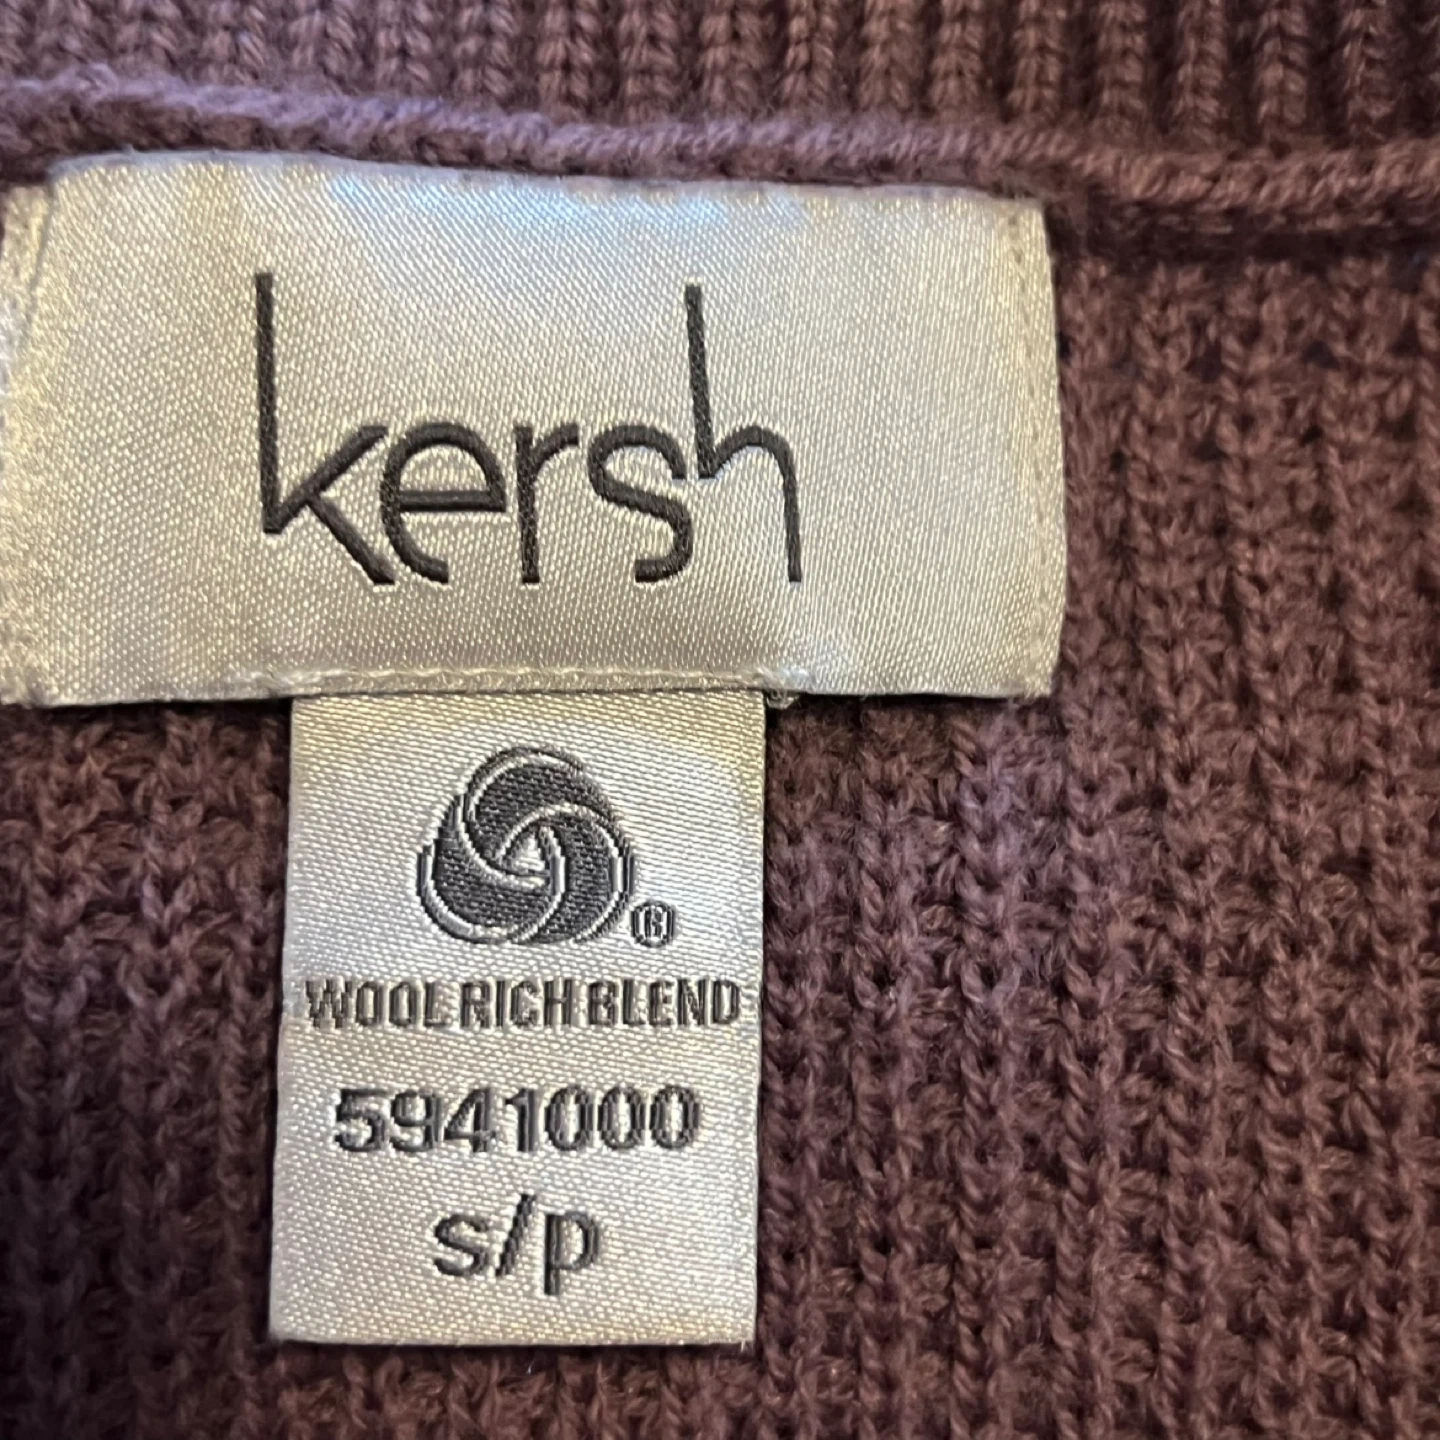 kersh
®
WOOL RICH BLEND
5941000
s/p